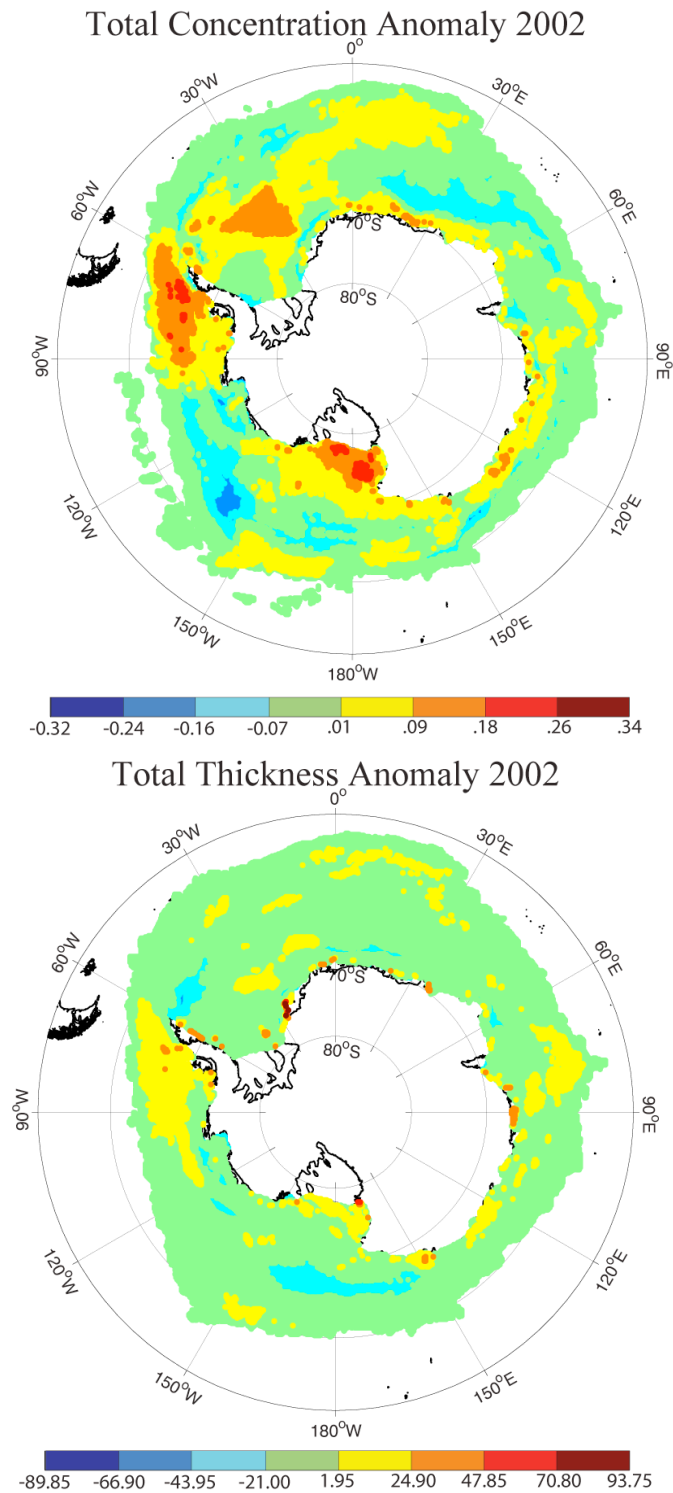 Total Concentration Anomaly 2002
0°
30°W 30°E
60°W 60°E
70°S
80°S
90°W 90°E
120°W 120°E
150°W 150°E
180°W
-0.32 -0.24 -0.16 -0.07 .01 .09 .18 .26 .34
Total Thickness Anomaly 2002
0°
30°W 30°E
60°W 60°E
70°S
80°S
90°W 90°E
120°W 120°E
150°W 150°E
180°W
-89.85 -66.90 -43.95 -21.00 1.95 24.90 47.85 70.80 93.75